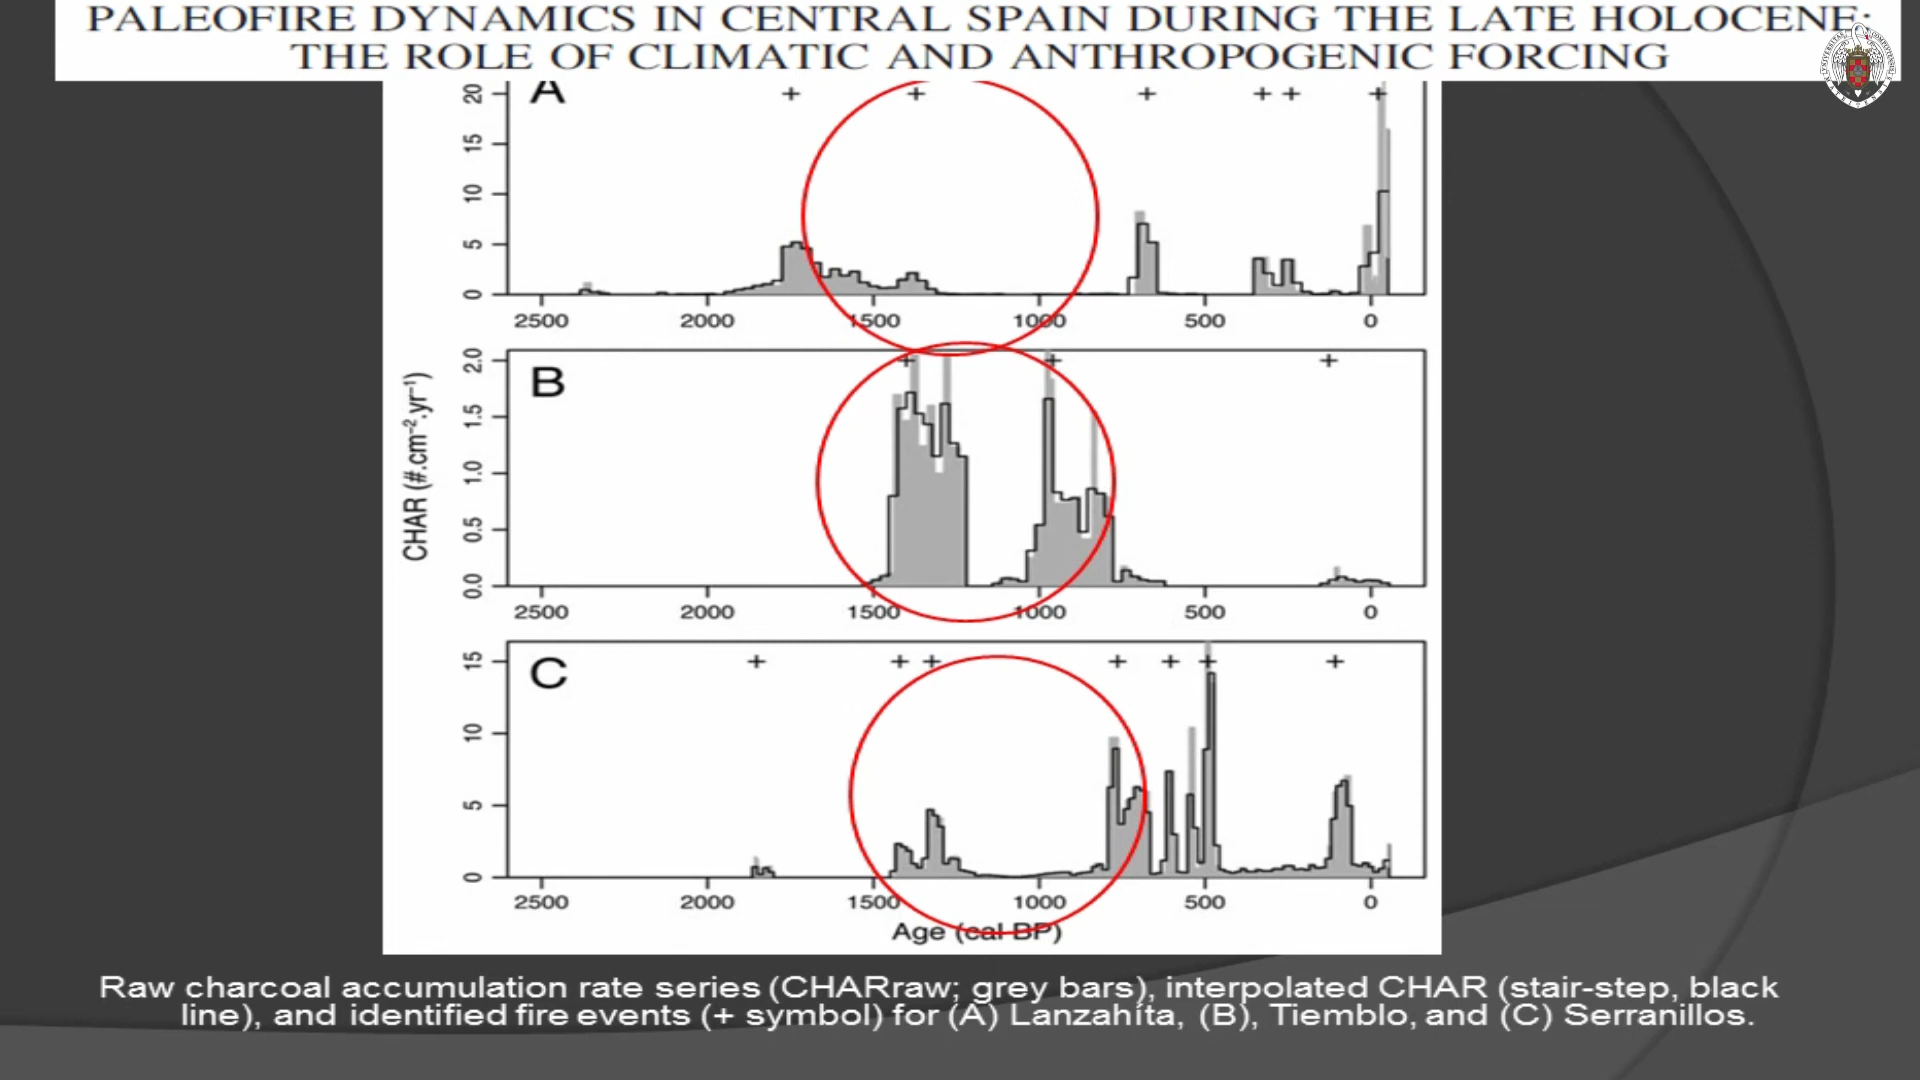 PALEOFIRE DYNAMICS IN CENTRAL SPAIN DURING THE LATE HOLOCENE:
THE ROLE OF CLIMATIC AND ANTHROPOGENIC FORCING
A
20
15
10
5
0
2500 2000 1500 1000 500 0
CHAR (#.cm⁻².yr⁻¹)
B
2.0
1.5
1.0
0.5
0.0
2500 2000 1500 1000 500 0
C
15
10
5
0
2500 2000 1500 1000 500 0
Age (cal BP)
Raw charcoal accumulation rate series (CHARraw; grey bars), interpolated CHAR (stair-step, black
line), and identified fire events (+ symbol) for (A) Lanzahíta, (B), Tiemblo, and (C) Serranillos.